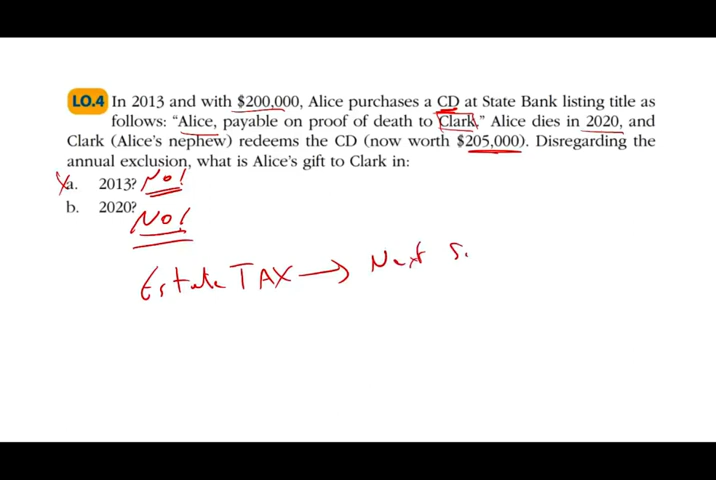 LO.4 In 2013 and with $200,000, Alice purchases a CD at State Bank listing title as
follows: “Alice, payable on proof of death to Clark.” Alice dies in 2020, and
Clark (Alice’s nephew) redeems the CD (now worth $205,000). Disregarding the
annual exclusion, what is Alice’s gift to Clark in:
a. 2013? No!
b. 2020?
No!
Estate TAX → Next S